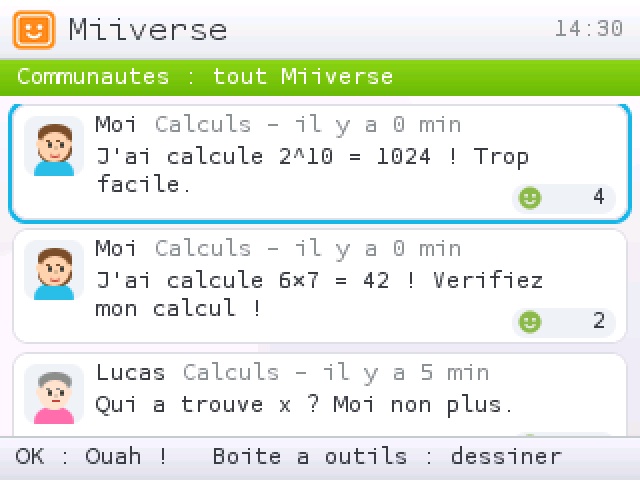 Miiverse 14:30
Communautes : tout Miiverse
Moi Calculs - il y a 0 min
J'ai calcule 2^10 = 1024 ! Trop
facile.
4
Moi Calculs - il y a 0 min
J'ai calcule 6×7 = 42 ! Verifiez
mon calcul !
2
Lucas Calculs - il y a 5 min
Qui a trouve x ? Moi non plus.
OK : Ouah ! Boite a outils : dessiner